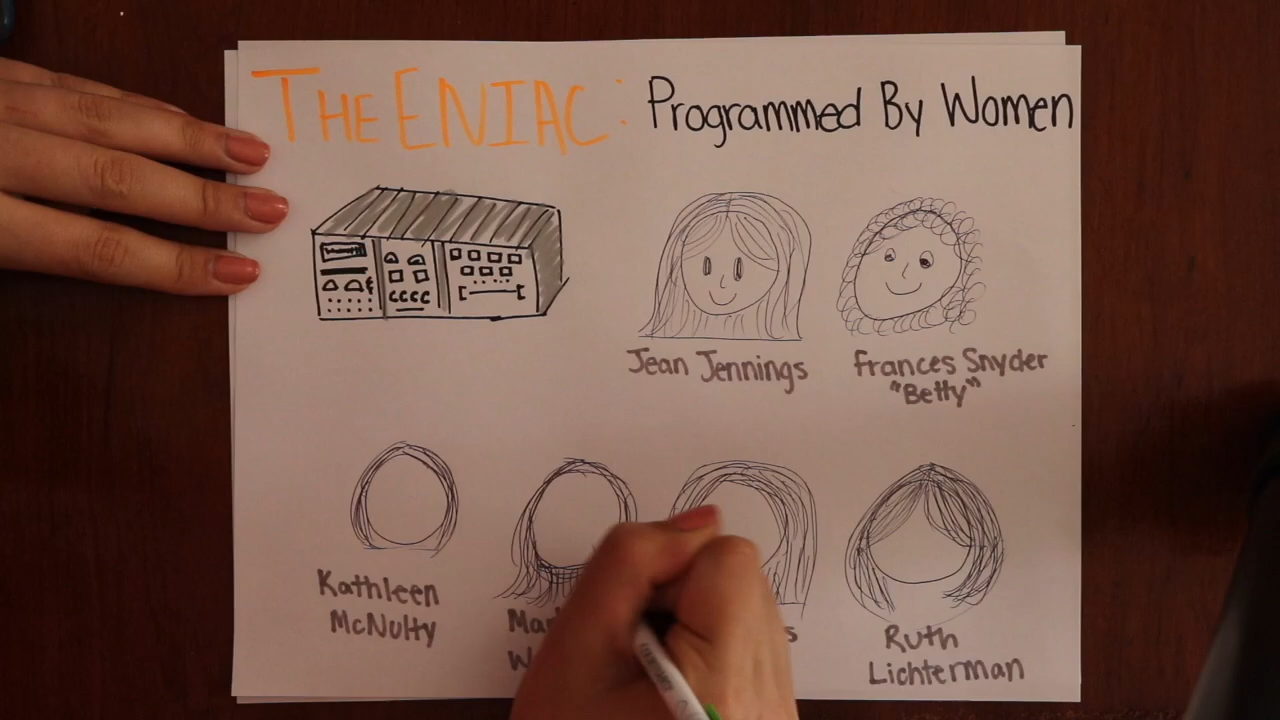 THE ENIAC: Programmed By Women
Jean Jennings
Frances Snyder
"Betty"
Kathleen
McNulty
Ruth
Lichterman